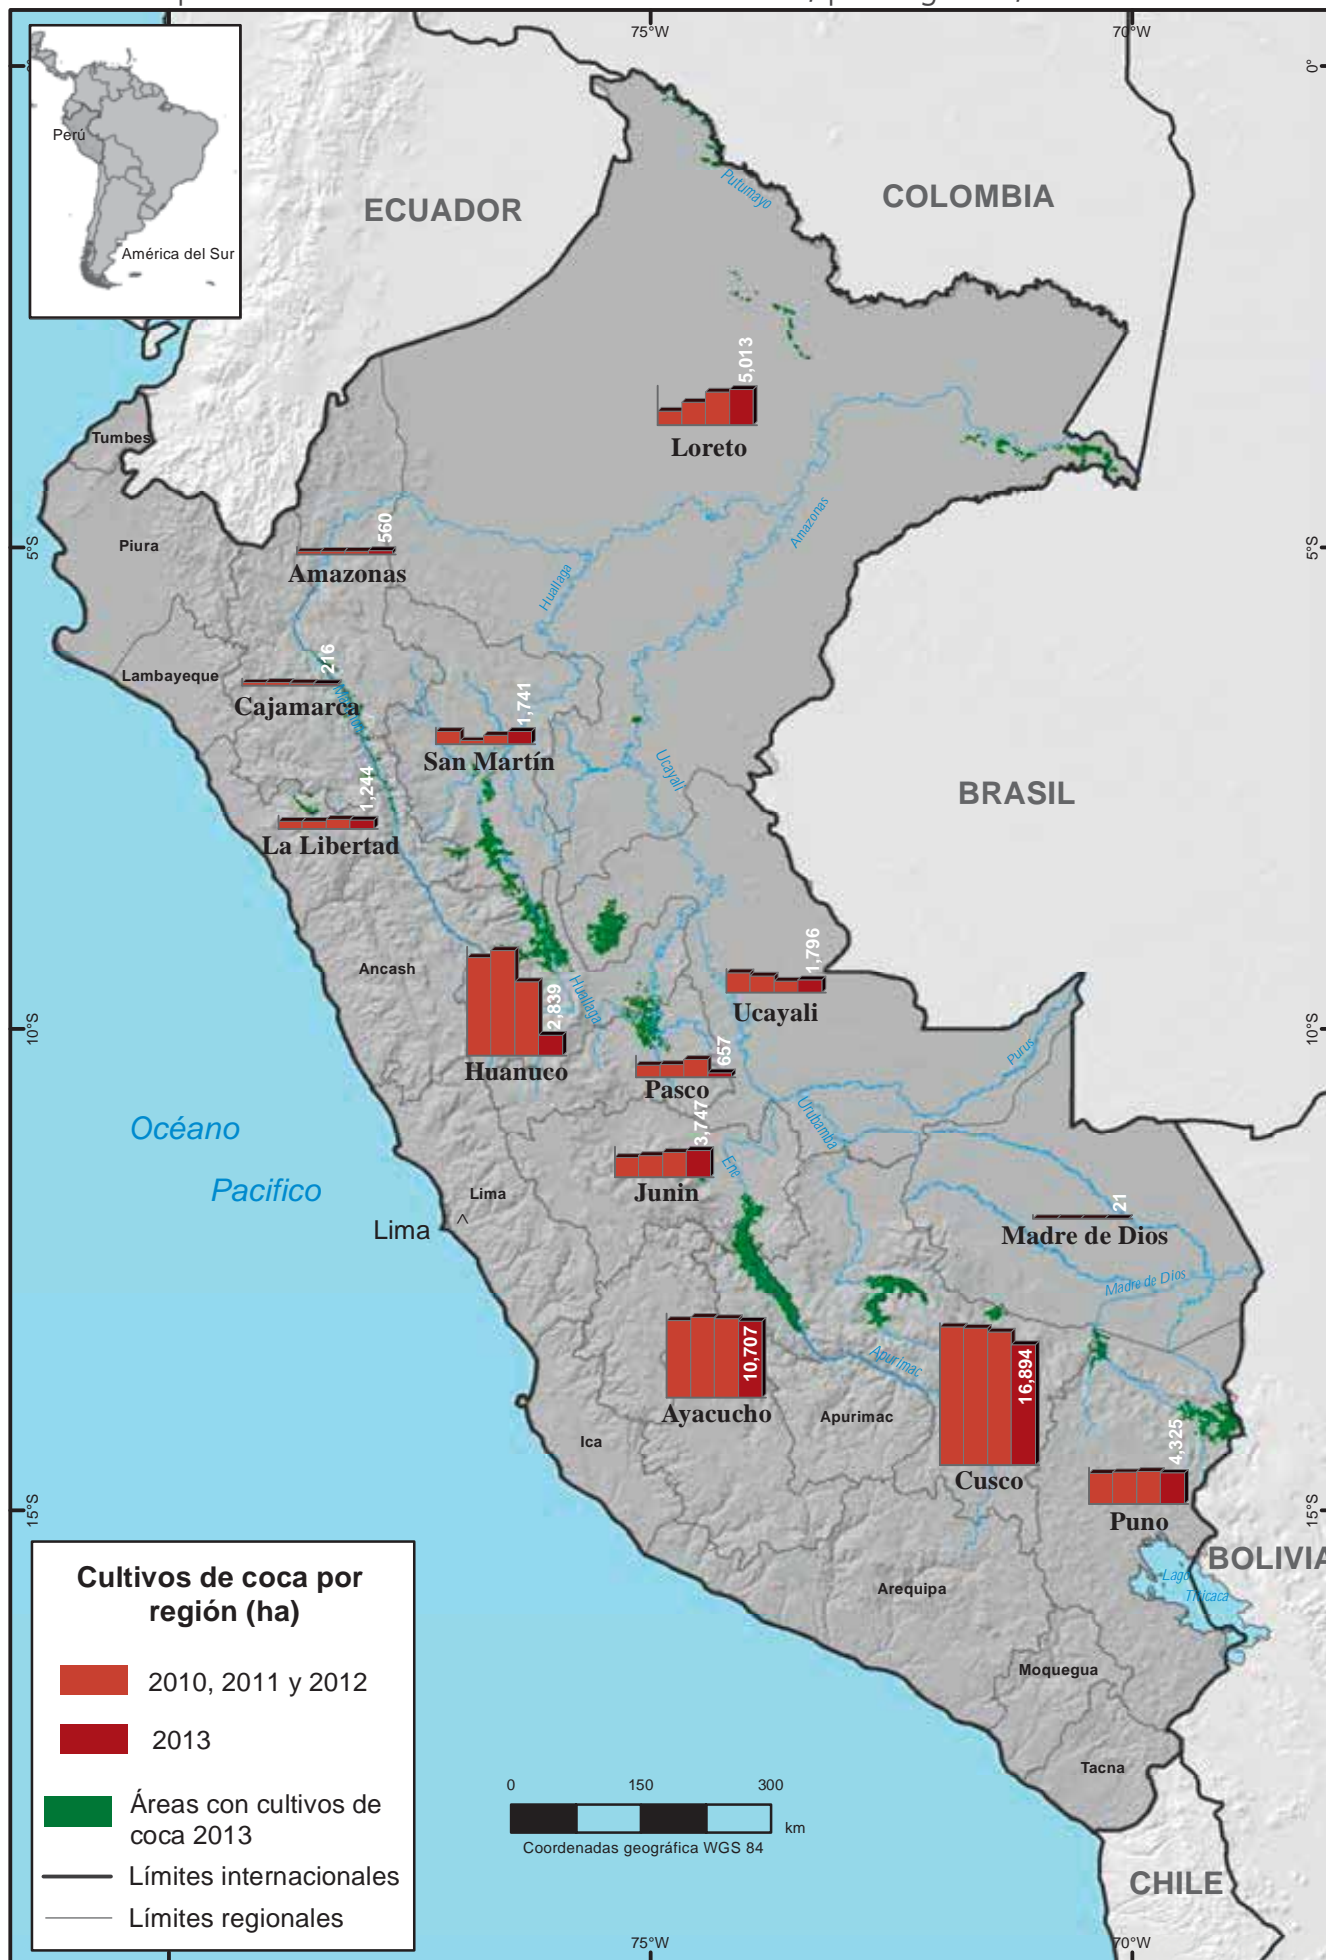 75°W
70°W
0°
0°
Perú
América del Sur
ECUADOR
COLOMBIA
Putumayo
5,013
Loreto
Tumbes
Piura
5°S
5°S
560
Amazonas
Amazonas
Huallaga
Lambayeque
216
Cajamarca
1,741
San Martín
Ucayali
1,244
La Libertad
BRASIL
Ancash
2,839
Huanuco
Huallaga
1,796
Ucayali
657
Pasco
10°S
10°S
Purus
Urubamba
Océano
Pacifico
3,747
Junin
Ene
Lima
Lima
21
Madre de Dios
Madre de Dios
10,707
Ayacucho
Apurimac
Apurimac
16,894
Cusco
Ica
4,325
Puno
15°S
15°S
BOLIVIA
Lago
Titicaca
Arequipa
Moquegua
Tacna
CHILE
Cultivos de coca por
región (ha)
2010, 2011 y 2012
2013
Áreas con cultivos de
coca 2013
Límites internacionales
Límites regionales
0 150 300
km
Coordenadas geográfica WGS 84
75°W
70°W